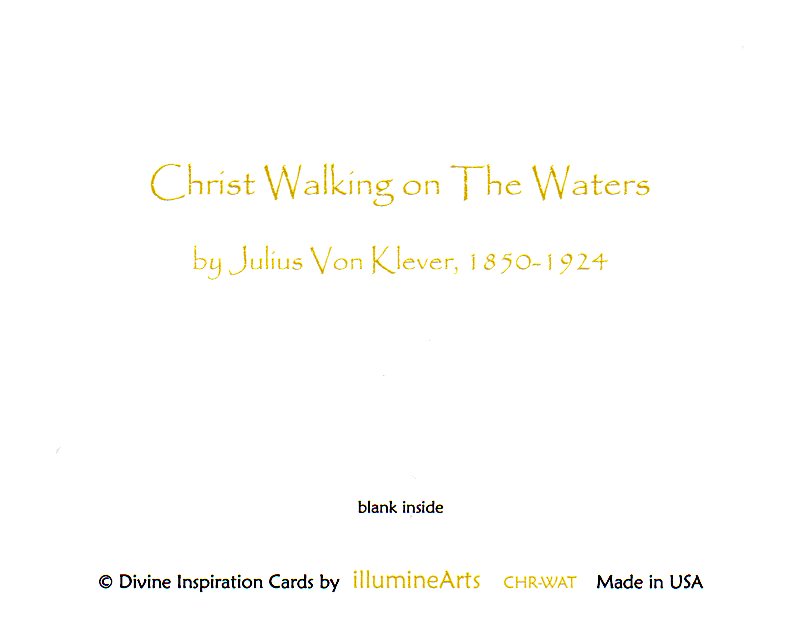 Christ Walking on The Waters
by Julius Von Klever, 1850-1924
blank inside
© Divine Inspiration Cards by illumineArts CHR-WAT Made in USA